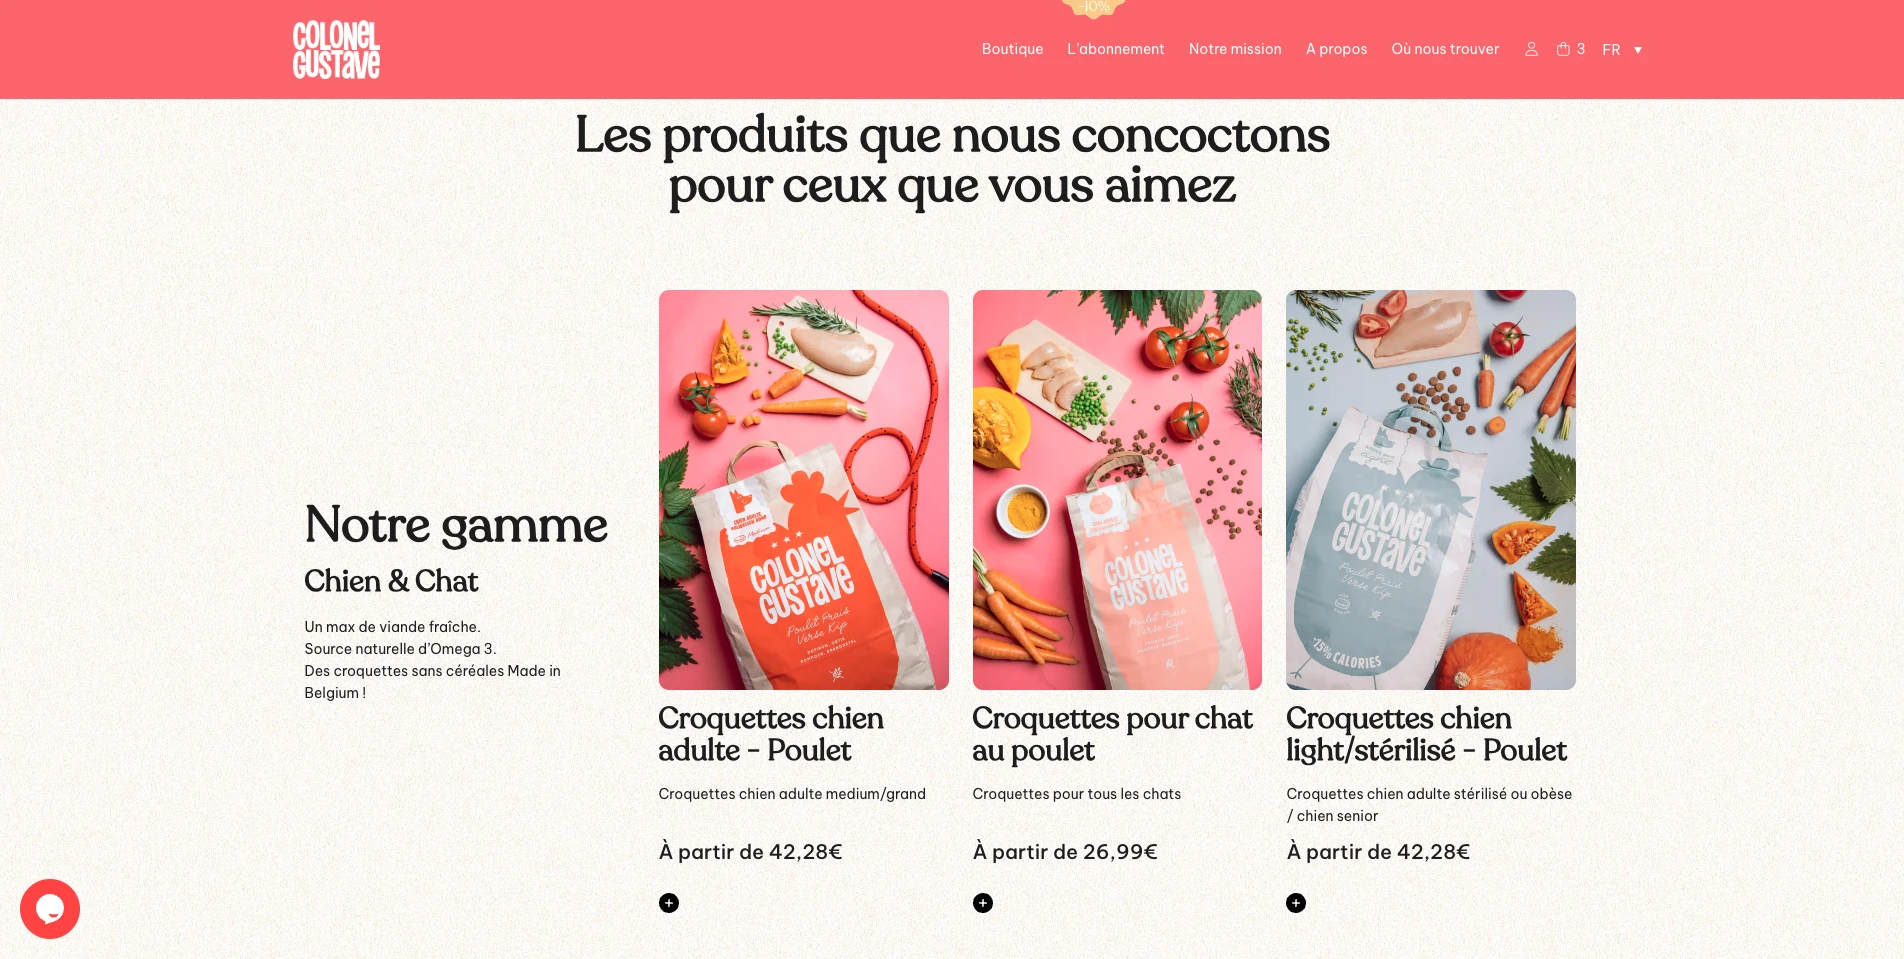 -10%
COLONEL
GUSTAVE
Boutique
L'abonnement
Notre mission
A propos
Où nous trouver
3
FR
Les produits que nous concoctons
pour ceux que vous aimez
Notre gamme
Chien & Chat
Un max de viande fraîche.
Source naturelle d'Omega 3.
Des croquettes sans céréales Made in
Belgium !
CHIEN ADULTE
VOLWASSEN HOND
COLONEL
GUSTAVE
Poulet Frais
Verse Kip
Croquettes chien
adulte - Poulet
Croquettes chien adulte medium/grand
À partir de 42,28€
COLONEL
GUSTAVE
Poulet Frais
Verse Kip
Croquettes pour chat
au poulet
Croquettes pour tous les chats
À partir de 26,99€
light
COLONEL
GUSTAVE
Poulet Frais
Verse Kip
-15% CALORIES
Croquettes chien
light/stérilisé - Poulet
Croquettes chien adulte stérilisé ou obèse
/ chien senior
À partir de 42,28€